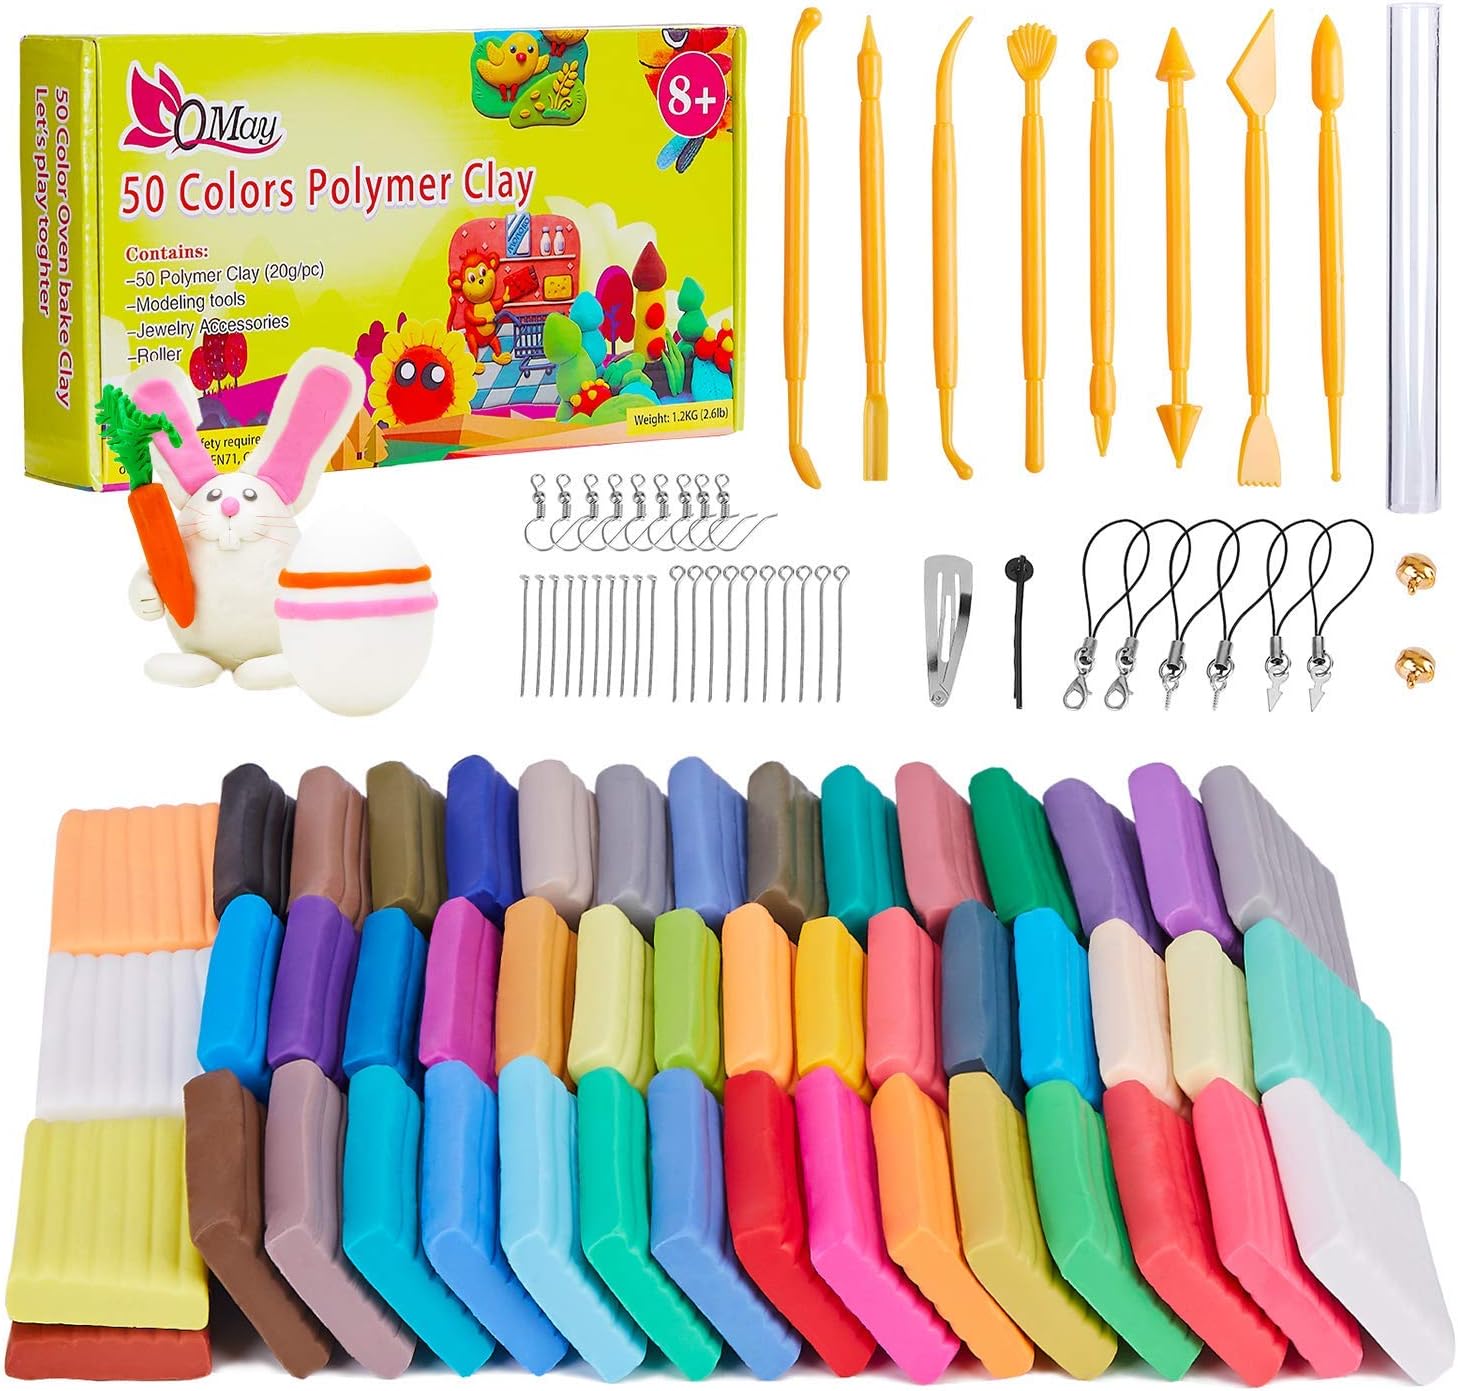 50 Color Oven bake Clay
Let's play toghter
QMay
50 Colors Polymer Clay
8+
Contains:
–50 Polymer Clay (20g/pc)
–Modeling tools
–Jewelry Accessories
–Roller
Weight: 1.2KG (2.6lb)
EN71,